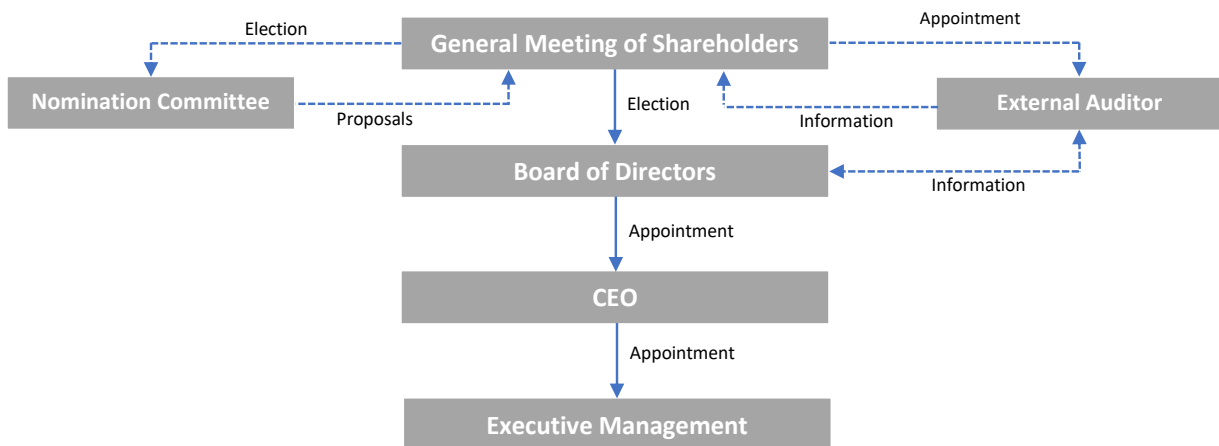 Appointment
Election
General Meeting of Shareholders
Nomination Committee
External Auditor
Election
Proposals
Information
Board of Directors
Information
Appointment
CEO
Appointment
Executive Management